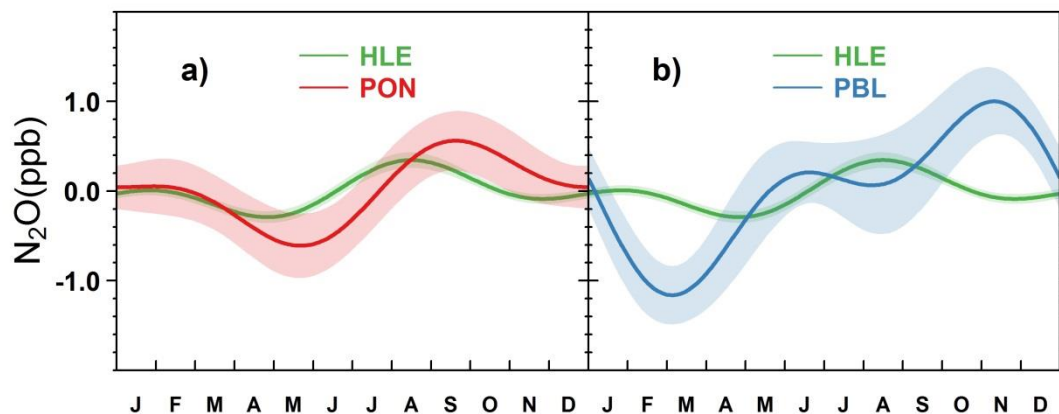 a)
HLE
PON
b)
HLE
PBL
N₂O(ppb)
1.0
0.0
-1.0
J F M A M J J A S O N D
J F M A M J J A S O N D